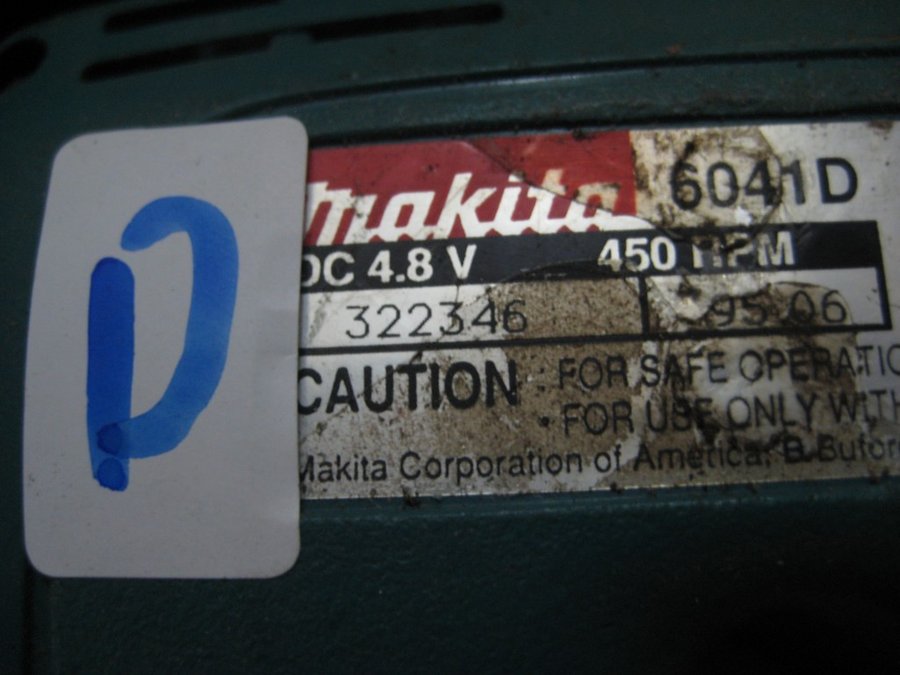 D
makita 6041D
DC 4.8 V 450 RPM
322346 95 06
CAUTION : FOR SAFE OPERATIO
• FOR USE ONLY WITH
Makita Corporation of America, B Bufor